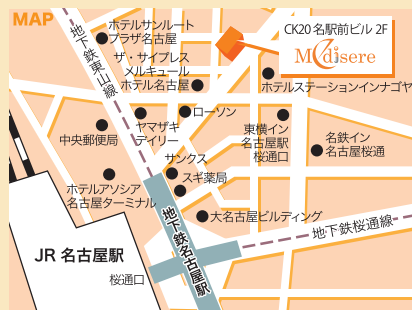 MAP
ホテルサンルート
プラザ名古屋
地下鉄東山線
CK20 名駅前ビル 2F
Medisere
ザ・サイプレス
メルキュール
ホテル名古屋
ホテルステーションインナゴヤ
ローソン
ヤマザキ
デイリー
中央郵便局
東横イン
名古屋駅
桜通口
名鉄イン
名古屋桜通
サンクス
スギ薬局
ホテルアソシア
名古屋ターミナル
大名古屋ビルディング
地下鉄名古屋駅
地下鉄桜通線
JR 名古屋駅
桜通口